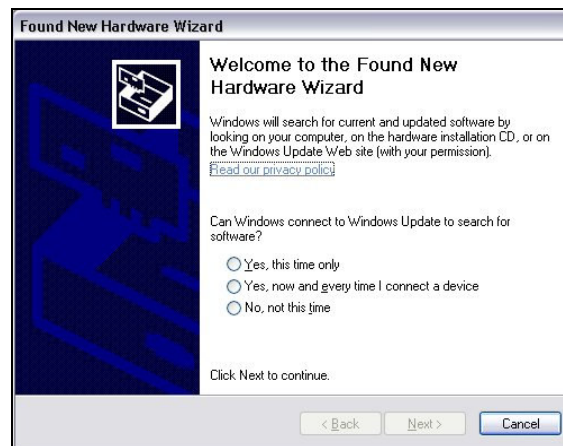 Found New Hardware Wizard
Welcome to the Found New
Hardware Wizard
Windows will search for current and updated software by
looking on your computer, on the hardware installation CD, or on
the Windows Update Web site (with your permission).
Read our privacy policy
Can Windows connect to Windows Update to search for
software?
Yes, this time only
Yes, now and every time I connect a device
No, not this time
Click Next to continue.
< Back Next > Cancel